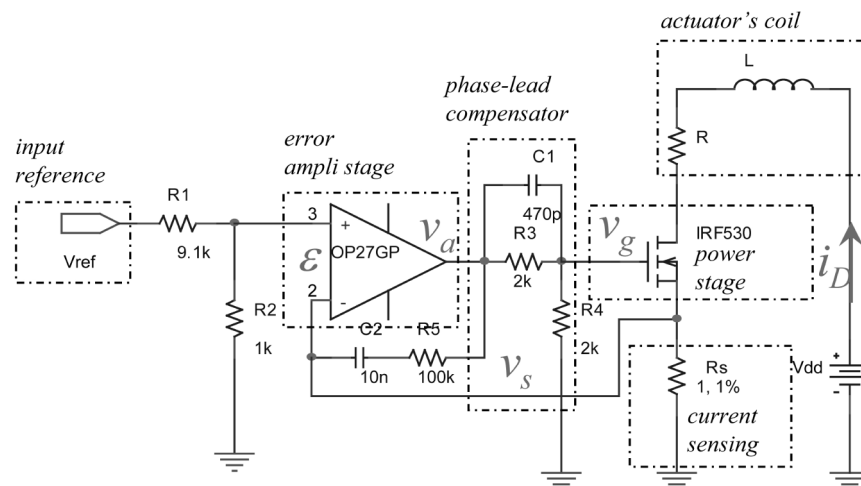 actuator's coil
L
phase-lead
compensator
C1
error
ampli stage
input
reference
R
R1
470p
3
+
v_a
R3
v_g
IRF530
power
stage
OP27GP
ε
i_D
Vref
9.1k
2k
2
-
R2
1k
R4
2k
C2
R5
10n
100k
v_s
Rs
1, 1%
Vdd
+
-
current
sensing